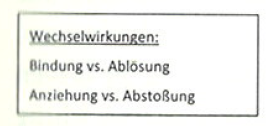 Wechselwirkungen:
Bindung vs. Ablösung
Anziehung vs. Abstoßung